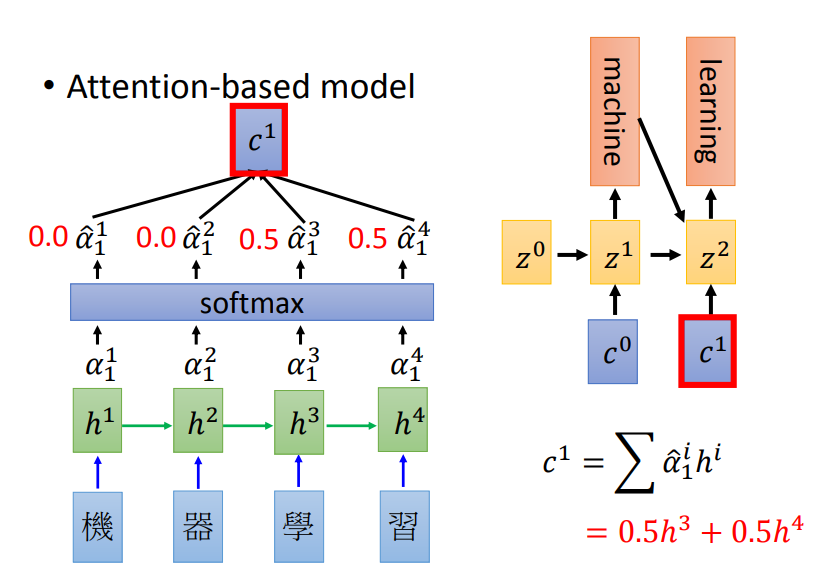 • Attention-based model
c¹
0.0 α̂₁¹ 0.0 α̂₁² 0.5 α̂₁³ 0.5 α̂₁⁴
softmax
α₁¹ α₁² α₁³ α₁⁴
h¹ h² h³ h⁴
機 器 學 習
machine learning
z⁰ z¹ z²
c⁰ c¹
c¹ = ∑ α̂₁ⁱ hⁱ
= 0.5h³ + 0.5h⁴